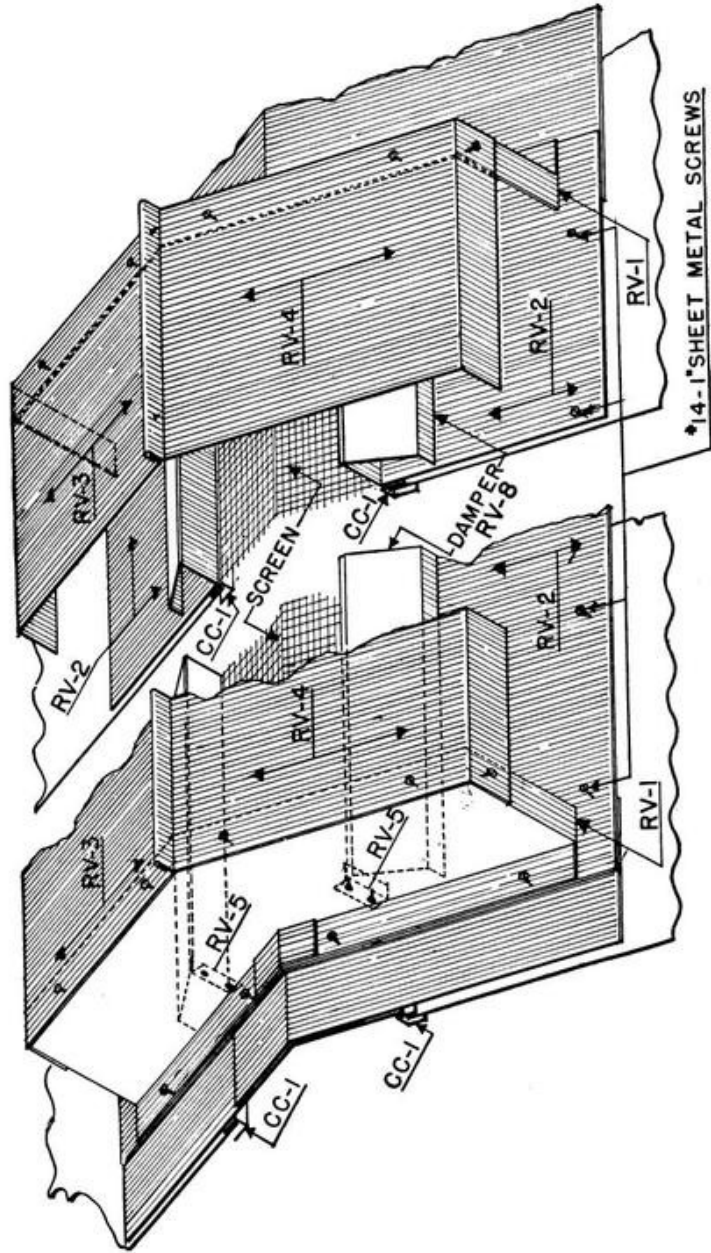 RV-3
RV-4
RV-2
RV-1
RV-2
CC-1
SCREEN
CC-1
DAMPER
RV-8
#14-1" SHEET METAL SCREWS
RV-3
RV-4
RV-5
RV-5
RV-2
RV-1
CC-1
CC-1